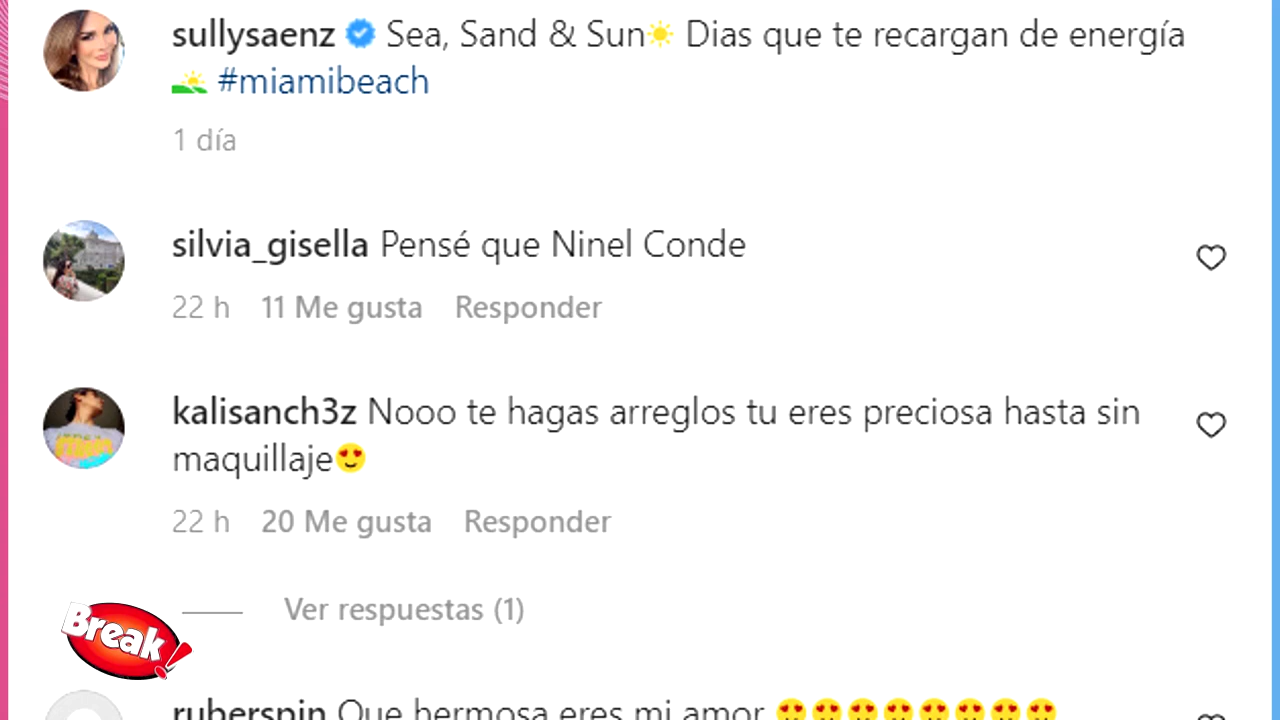 sullysaenz Sea, Sand & Sun☀️ Dias que te recargan de energía
🌅 #miamibeach
1 día
silvia_gisella Pensé que Ninel Conde
22 h 11 Me gusta Responder
kalisanch3z Nooo te hagas arreglos tu eres preciosa hasta sin
maquillaje😍
22 h 20 Me gusta Responder
Ver respuestas (1)
Break!
ruberspin Que hermosa eres mi amor 😍😍😍😍😍😍😍😍